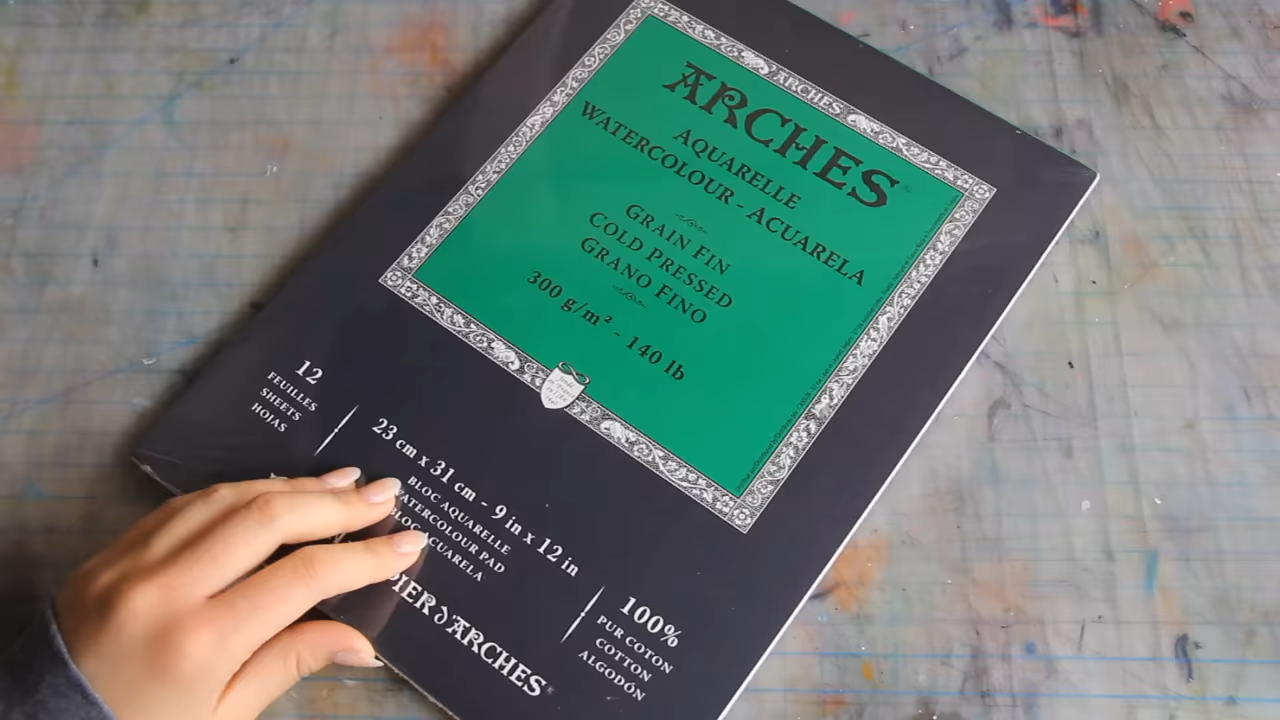 ARCHES
ARCHES
AQUARELLE
WATERCOLOUR - ACUARELA
GRAIN FIN
COLD PRESSED
GRANO FINO
300 g/m² - 140 lb
12
FEUILLES
SHEETS
HOJAS
23 cm x 31 cm - 9 in x 12 in
BLOC AQUARELLE
WATERCOLOUR PAD
BLOC ACUARELA
D'ARCHES
100%
PUR COTON
COTTON
ALGODÓN